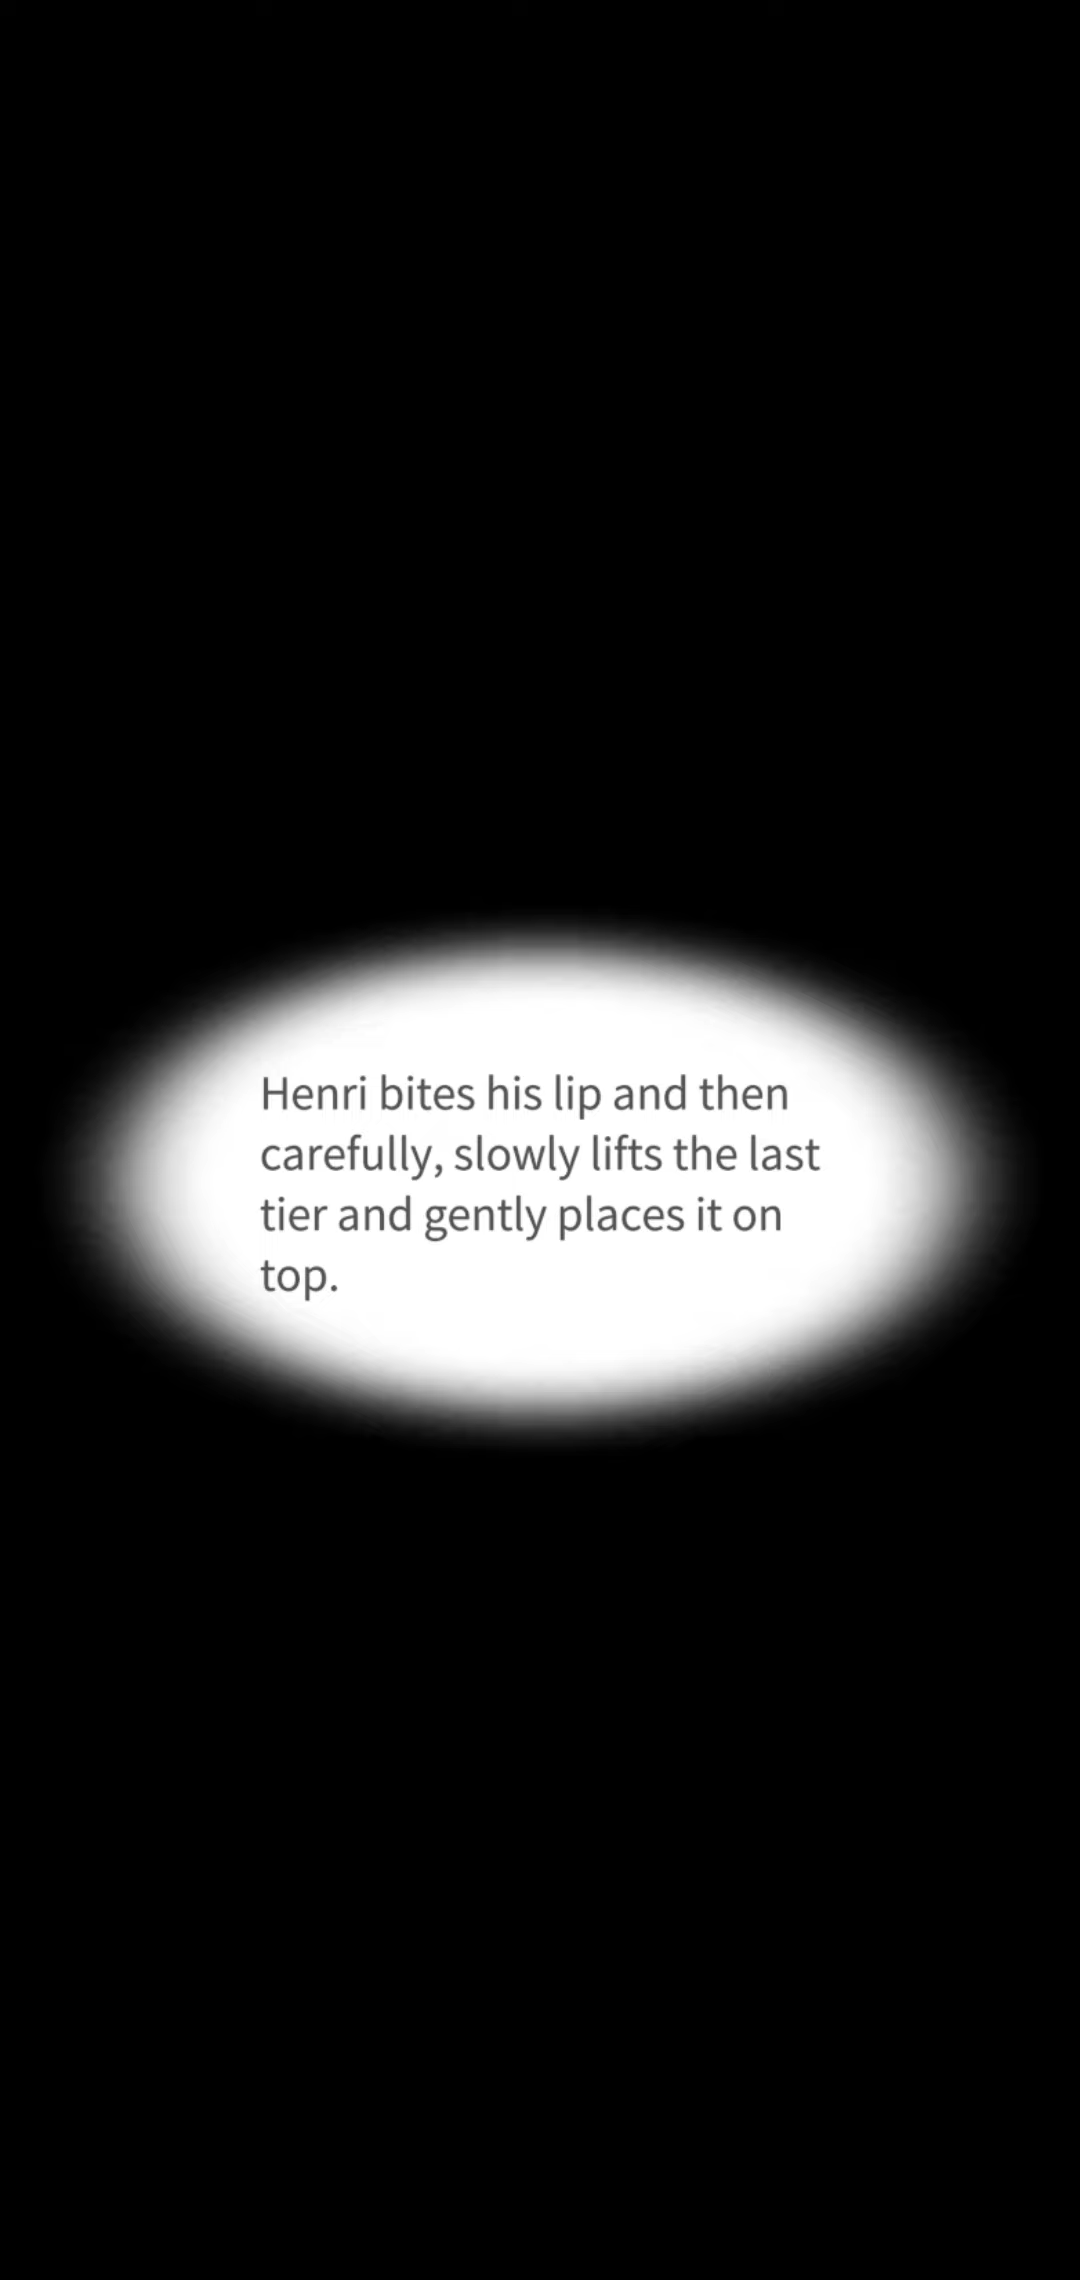 Henri bites his lip and then
carefully, slowly lifts the last
tier and gently places it on
top.